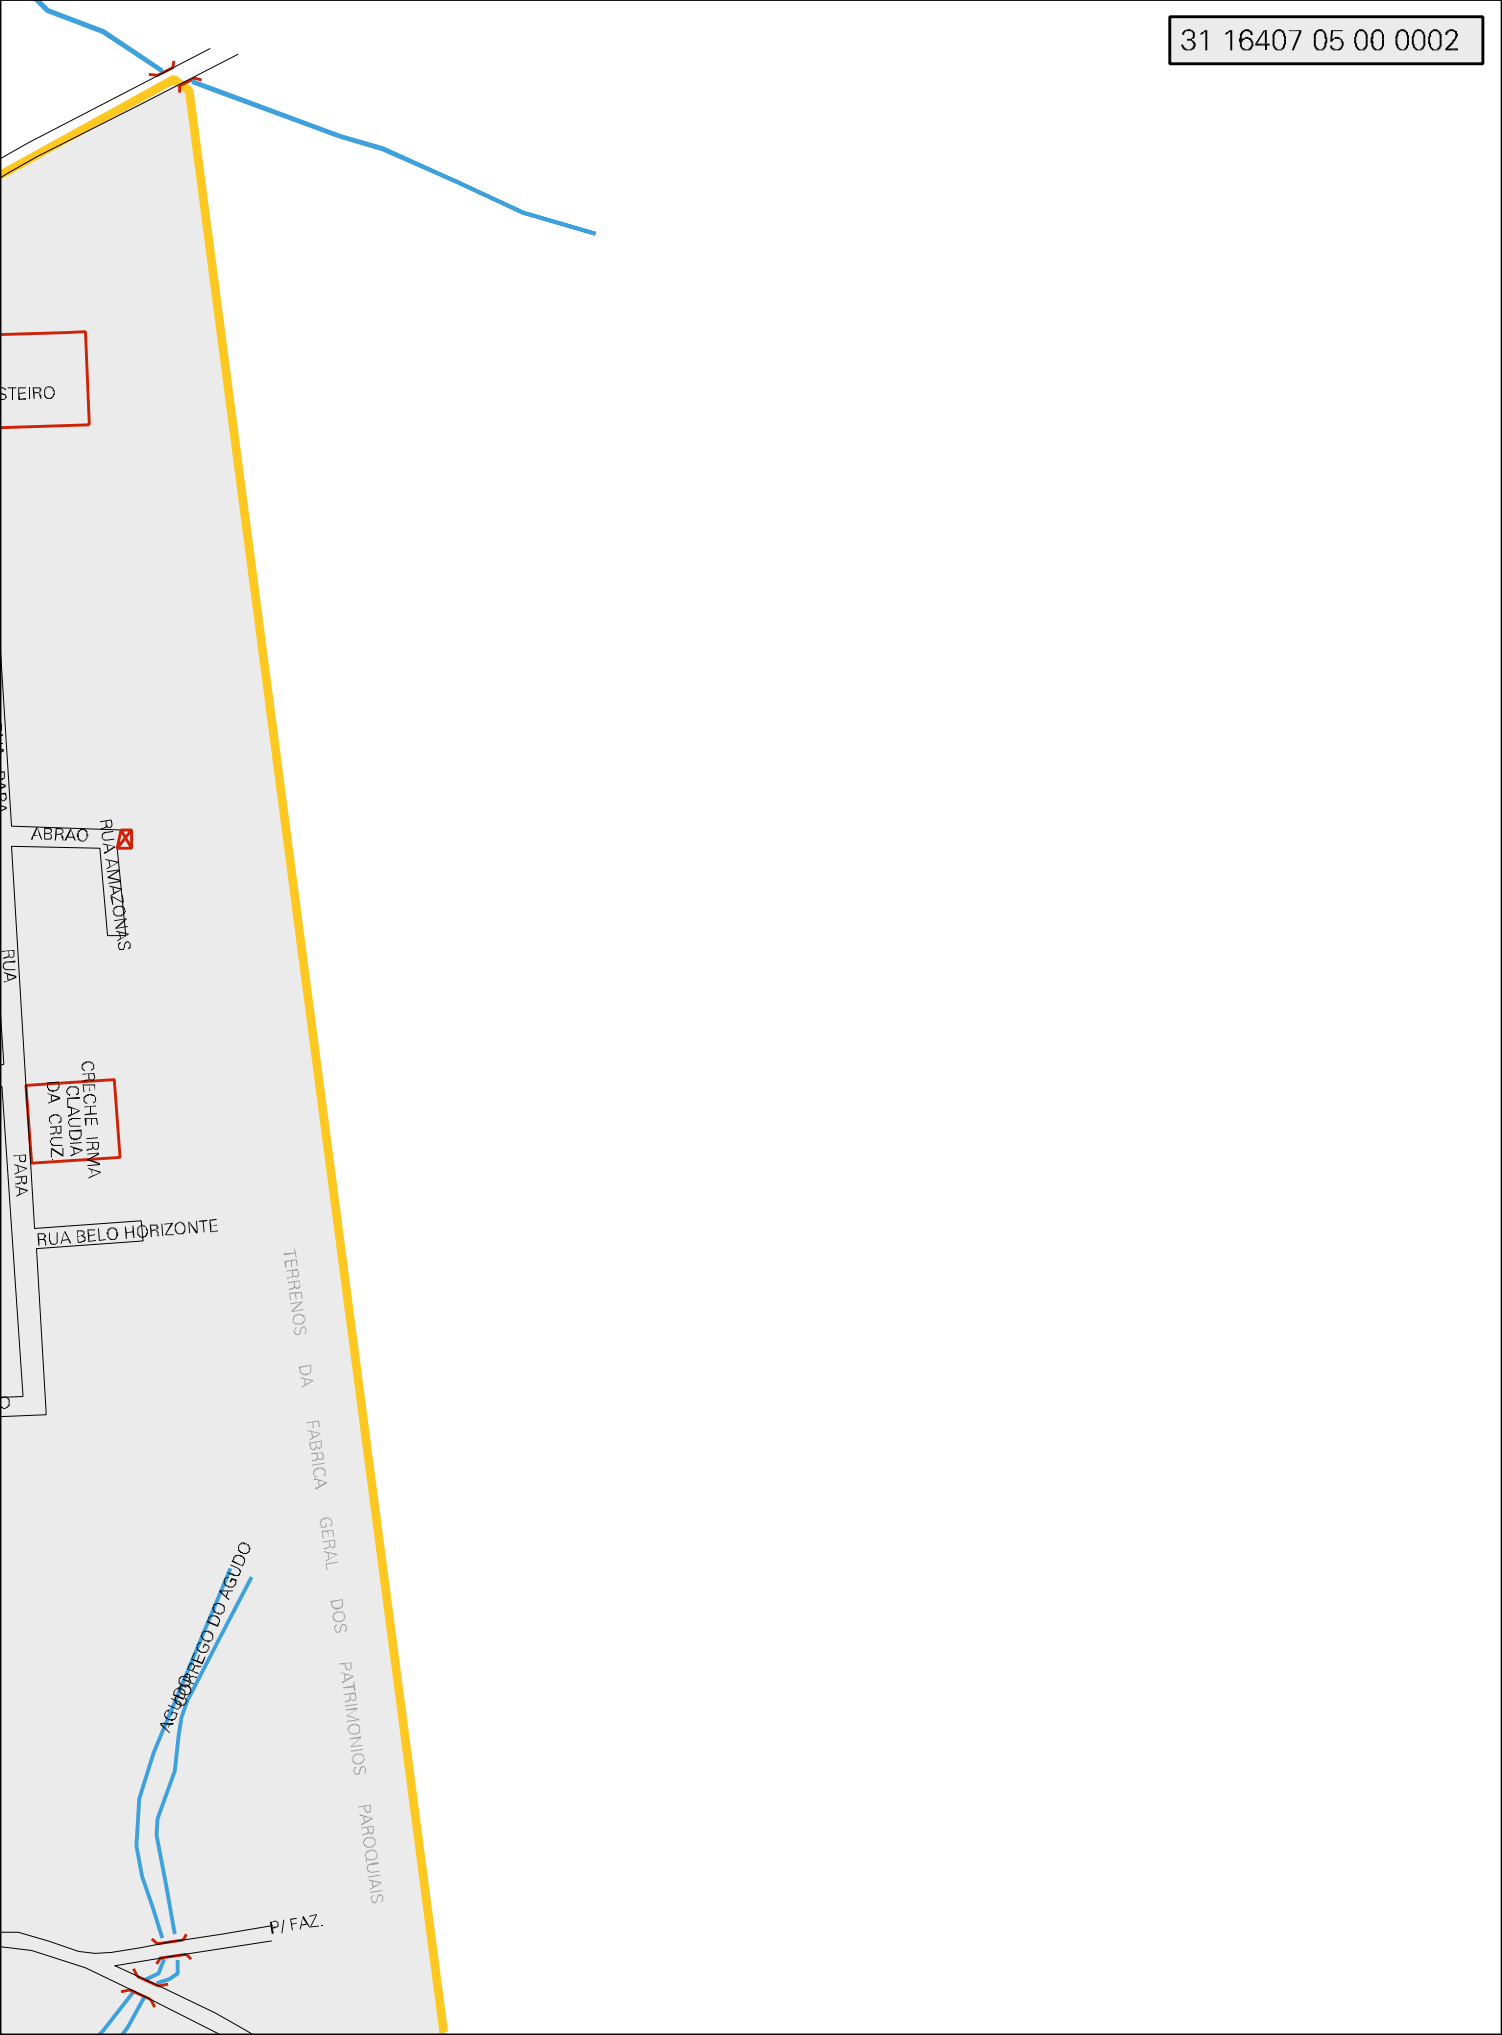 31 16407 05 00 0002
STEIRO
PARA
ABRAO
RUA AMAZONAS
RUA
CRECHE IRMA
CLAUDIA
DA CRUZ
PARA
RUA BELO HORIZONTE
TERRENOS DA FABRICA GERAL DOS PATRIMONIOS PAROQUIAIS
O
CORREGO DO AGUDO
AGUDO
P/ FAZ.